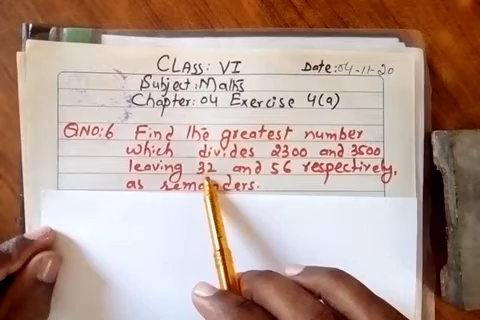 CLASS: VI
Date: 04-11-20
Subject: Maths
Chapter: 04 Exercise 4(a)
QNO:6 Find the greatest number
which divides 2300 and 3500
leaving 32 and 56 respectively,
as remainders.